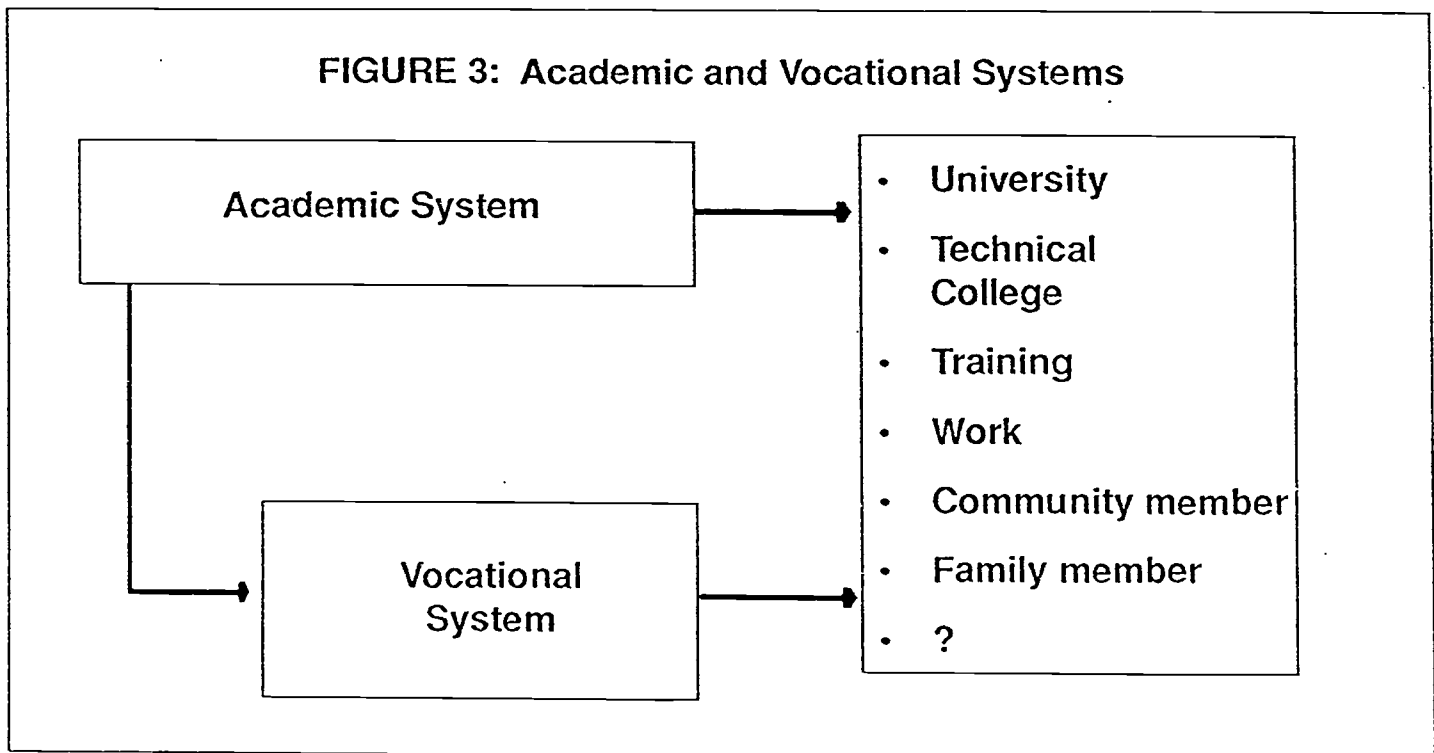 FIGURE 3: Academic and Vocational Systems
Academic System
Vocational
System
• University
• Technical
College
• Training
• Work
• Community member
• Family member
• ?